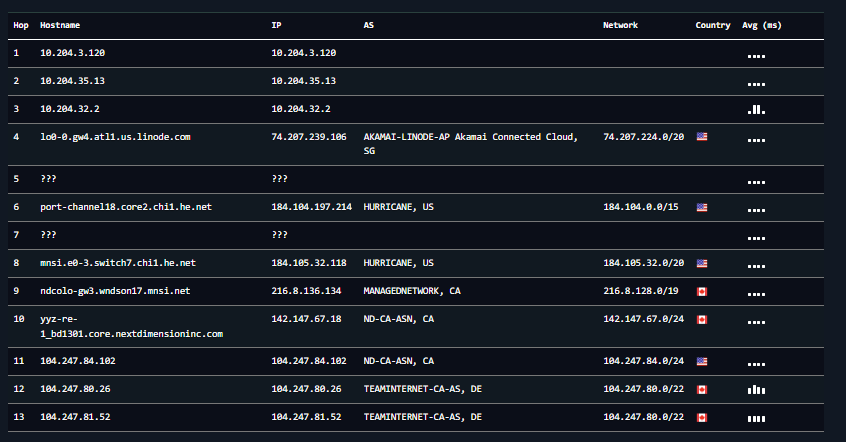 Hop Hostname IP AS Network Country Avg (ms)
1 10.204.3.120 10.204.3.120
2 10.204.35.13 10.204.35.13
3 10.204.32.2 10.204.32.2
4 lo0-0.gw4.atl1.us.linode.com 74.207.239.106 AKAMAI-LINODE-AP Akamai Connected Cloud, 74.207.224.0/20
SG
5 ??? ???
6 port-channel18.core2.chi1.he.net 184.104.197.214 HURRICANE, US 184.104.0.0/15
7 ??? ???
8 mnsi.e0-3.switch7.chi1.he.net 184.105.32.118 HURRICANE, US 184.105.32.0/20
9 ndcolo-gw3.wndson17.mnsi.net 216.8.136.134 MANAGEDNETWORK, CA 216.8.128.0/19
10 yyz-re- 142.147.67.18 ND-CA-ASN, CA 142.147.67.0/24
1_bd1301.core.nextdimensioninc.com
11 104.247.84.102 104.247.84.102 ND-CA-ASN, CA 104.247.84.0/24
12 104.247.80.26 104.247.80.26 TEAMINTERNET-CA-AS, DE 104.247.80.0/22
13 104.247.81.52 104.247.81.52 TEAMINTERNET-CA-AS, DE 104.247.80.0/22